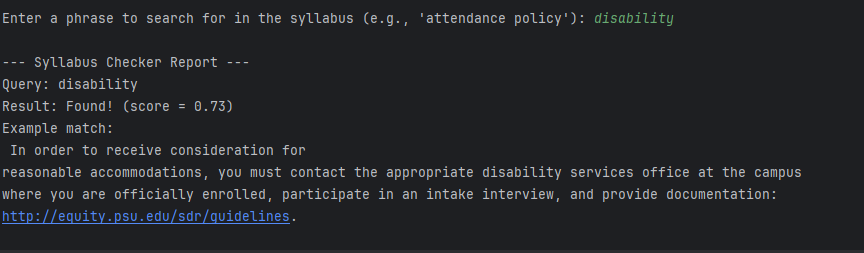 Enter a phrase to search for in the syllabus (e.g., 'attendance policy'): disability
--- Syllabus Checker Report ---
Query: disability
Result: Found! (score = 0.73)
Example match:
In order to receive consideration for
reasonable accommodations, you must contact the appropriate disability services office at the campus
where you are officially enrolled, participate in an intake interview, and provide documentation:
http://equity.psu.edu/sdr/guidelines.